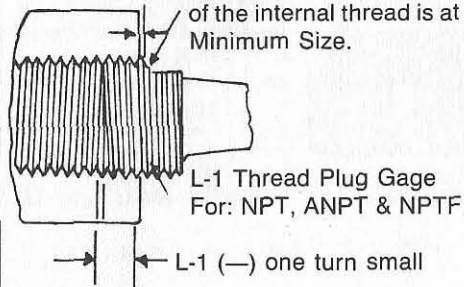 of the internal thread is at
Minimum Size.
L-1 Thread Plug Gage
For: NPT, ANPT & NPTF
L-1 (—) one turn small